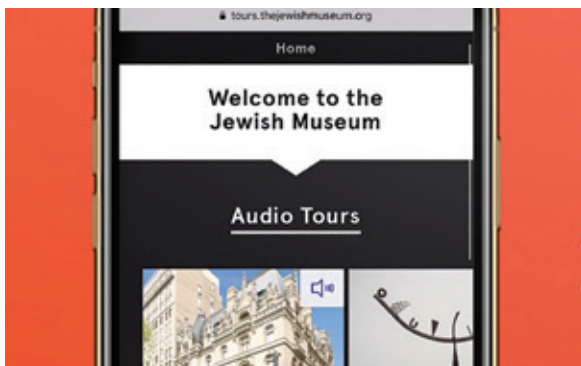 tours.thejewishmuseum.org
Home
Welcome to the
Jewish Museum
Audio Tours